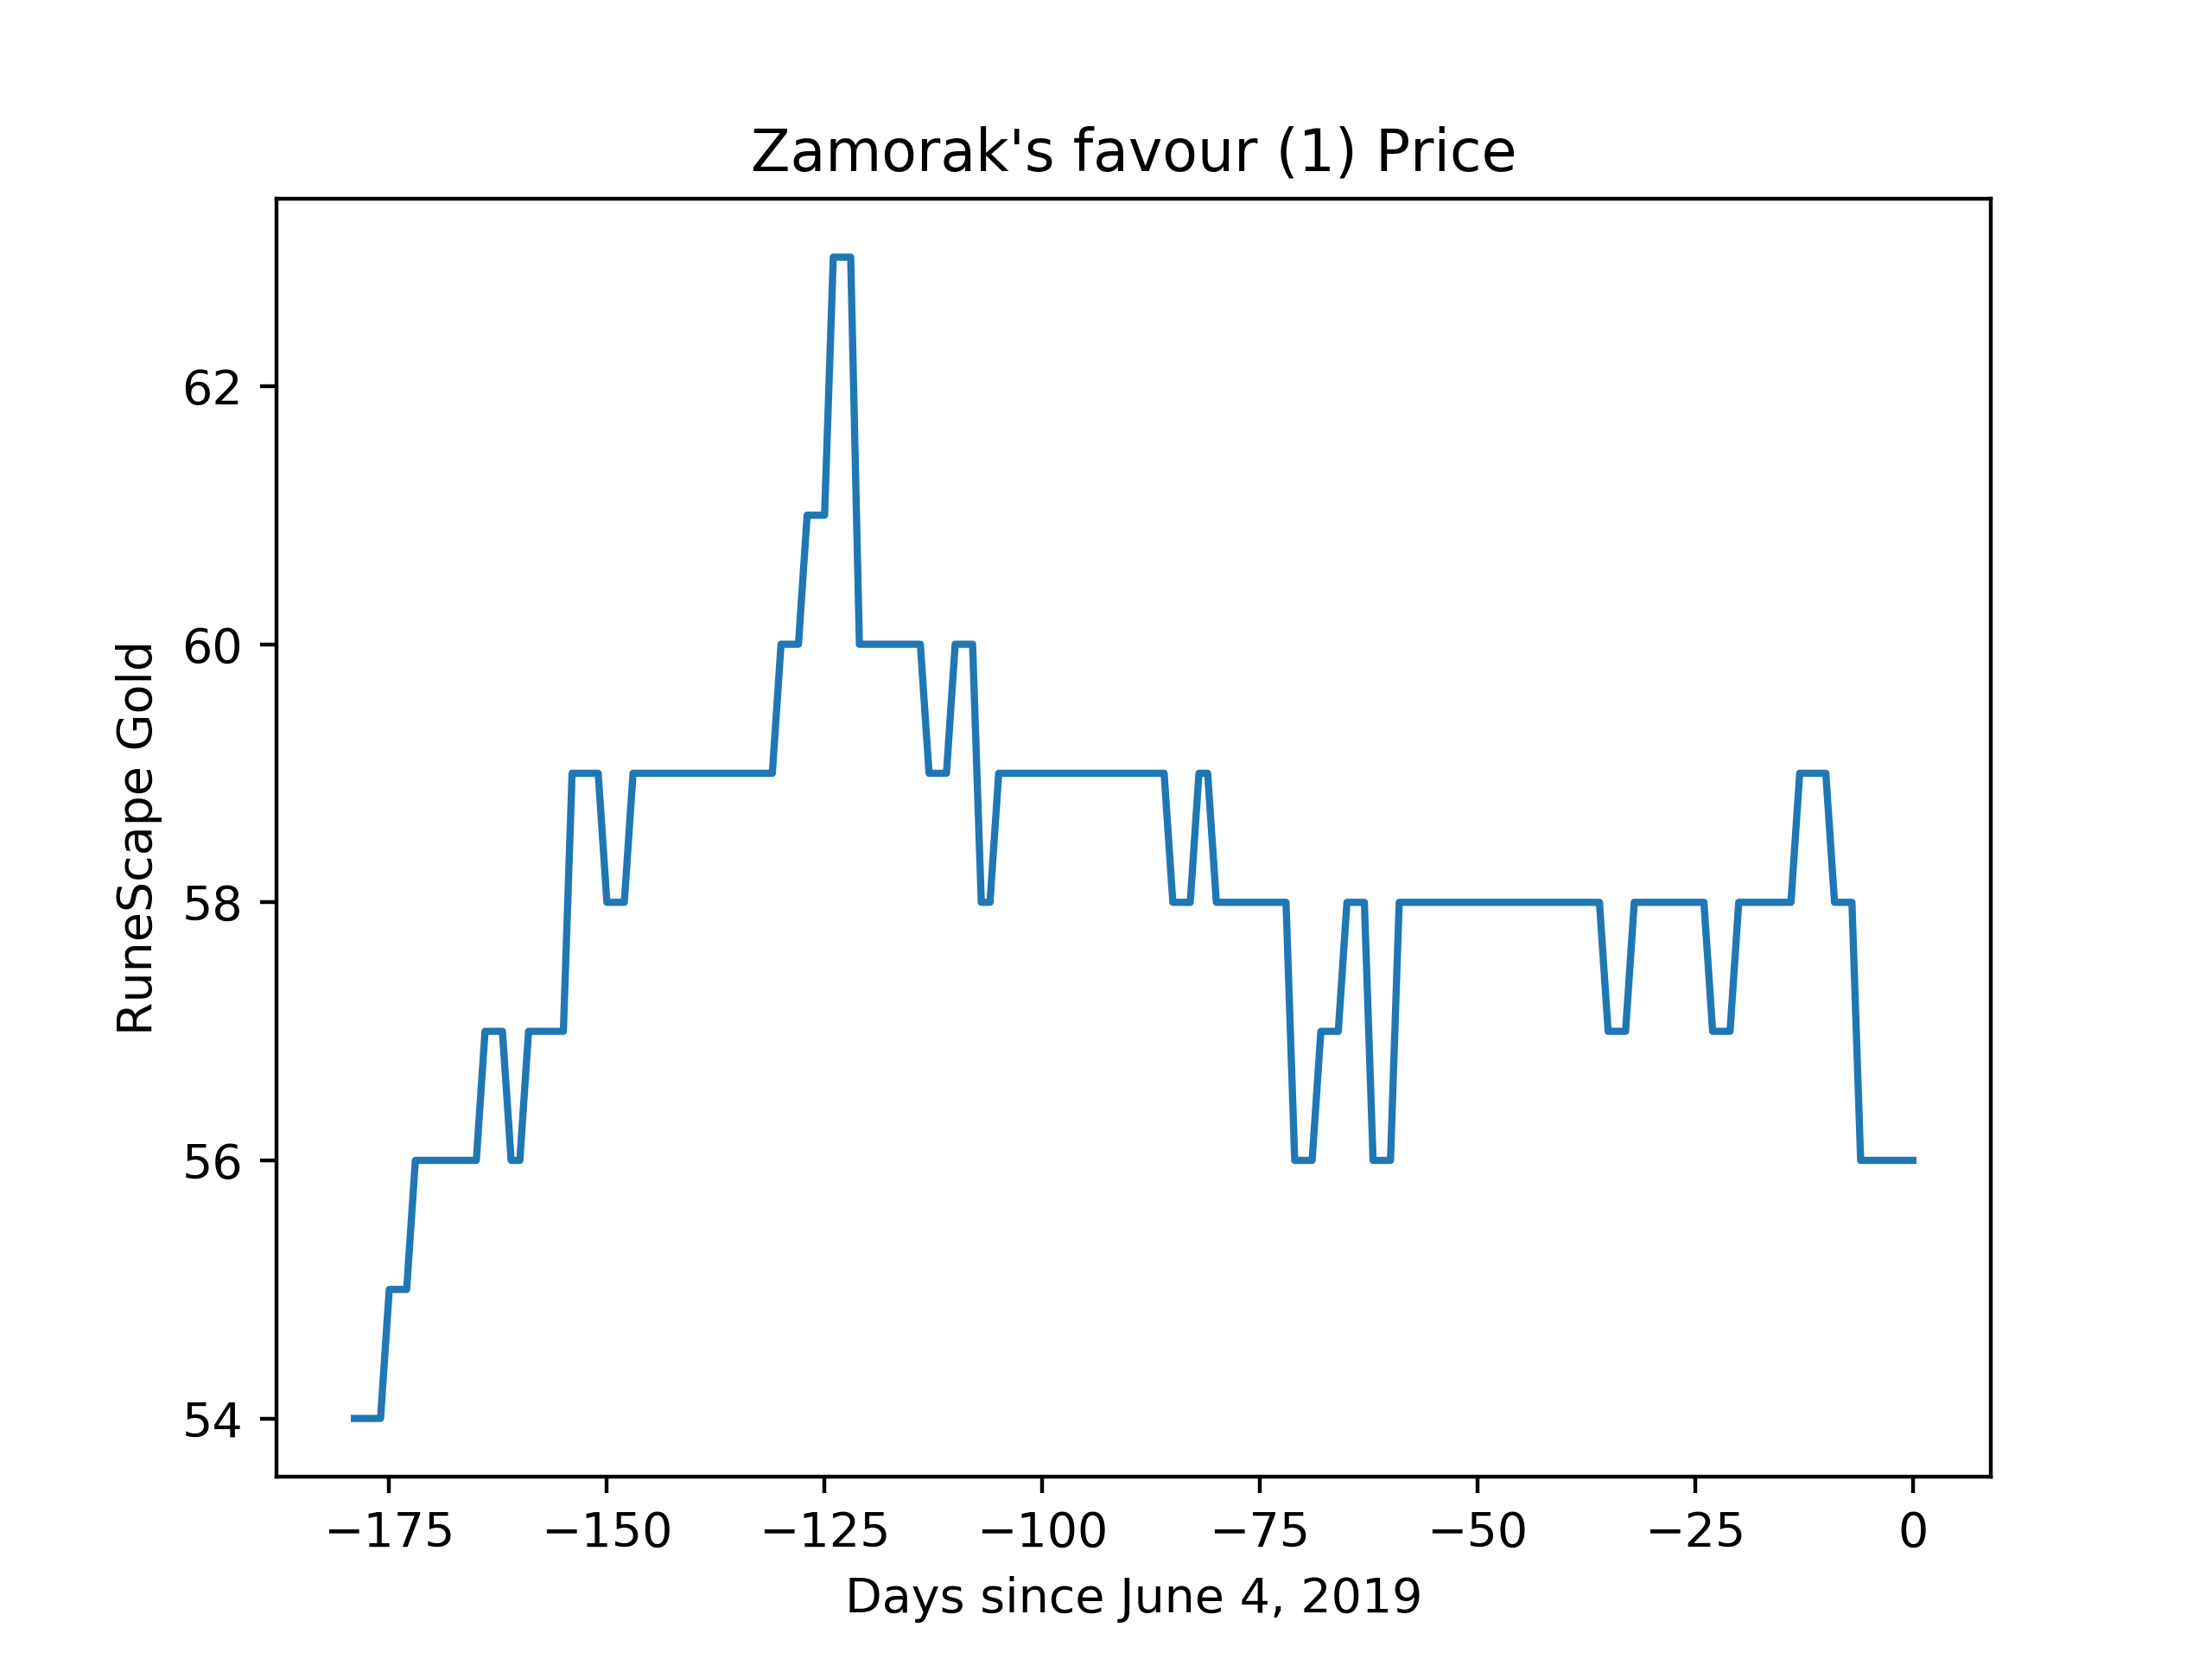 Zamorak's favour (1) Price
RuneScape Gold
62
60
58
56
54
−175 −150 −125 −100 −75 −50 −25 0
Days since June 4, 2019